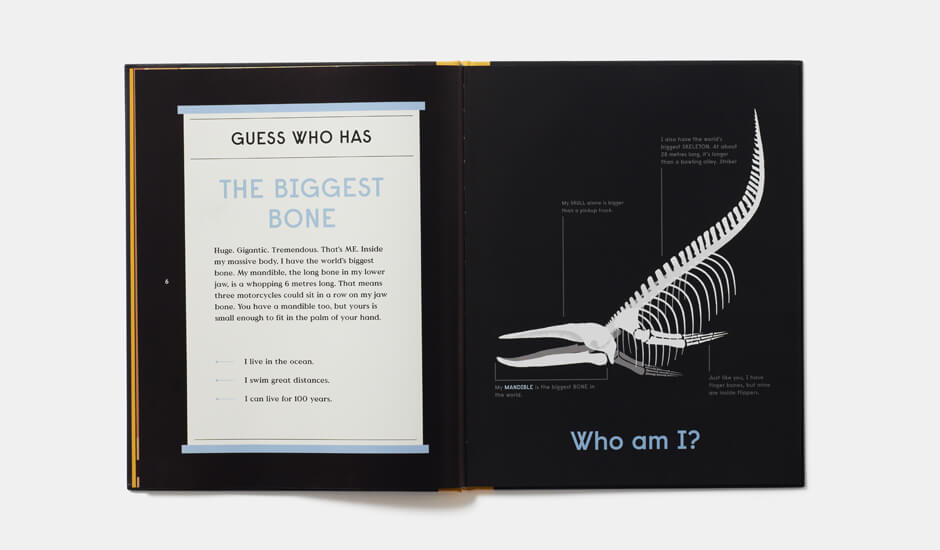 GUESS WHO HAS
THE BIGGEST
BONE
Huge. Gigantic. Tremendous. That's ME. Inside
my massive body, I have the world's biggest
bone. My mandible, the long bone in my lower
jaw, is a whopping 6 metres long. That means
three motorcycles could sit in a row on my jaw
bone. You have a mandible too, but yours is
small enough to fit in the palm of your hand.
I live in the ocean.
I swim great distances.
I can live for 100 years.
6
I also have the world's
biggest SKELETON. At about
28 metres long, it's longer
than a bowling alley. Strike!
My SKULL alone is bigger
than a pickup truck.
My MANDIBLE is the biggest BONE in
the world.
Just like you, I have
finger bones, but mine
are inside flippers.
Who am I?